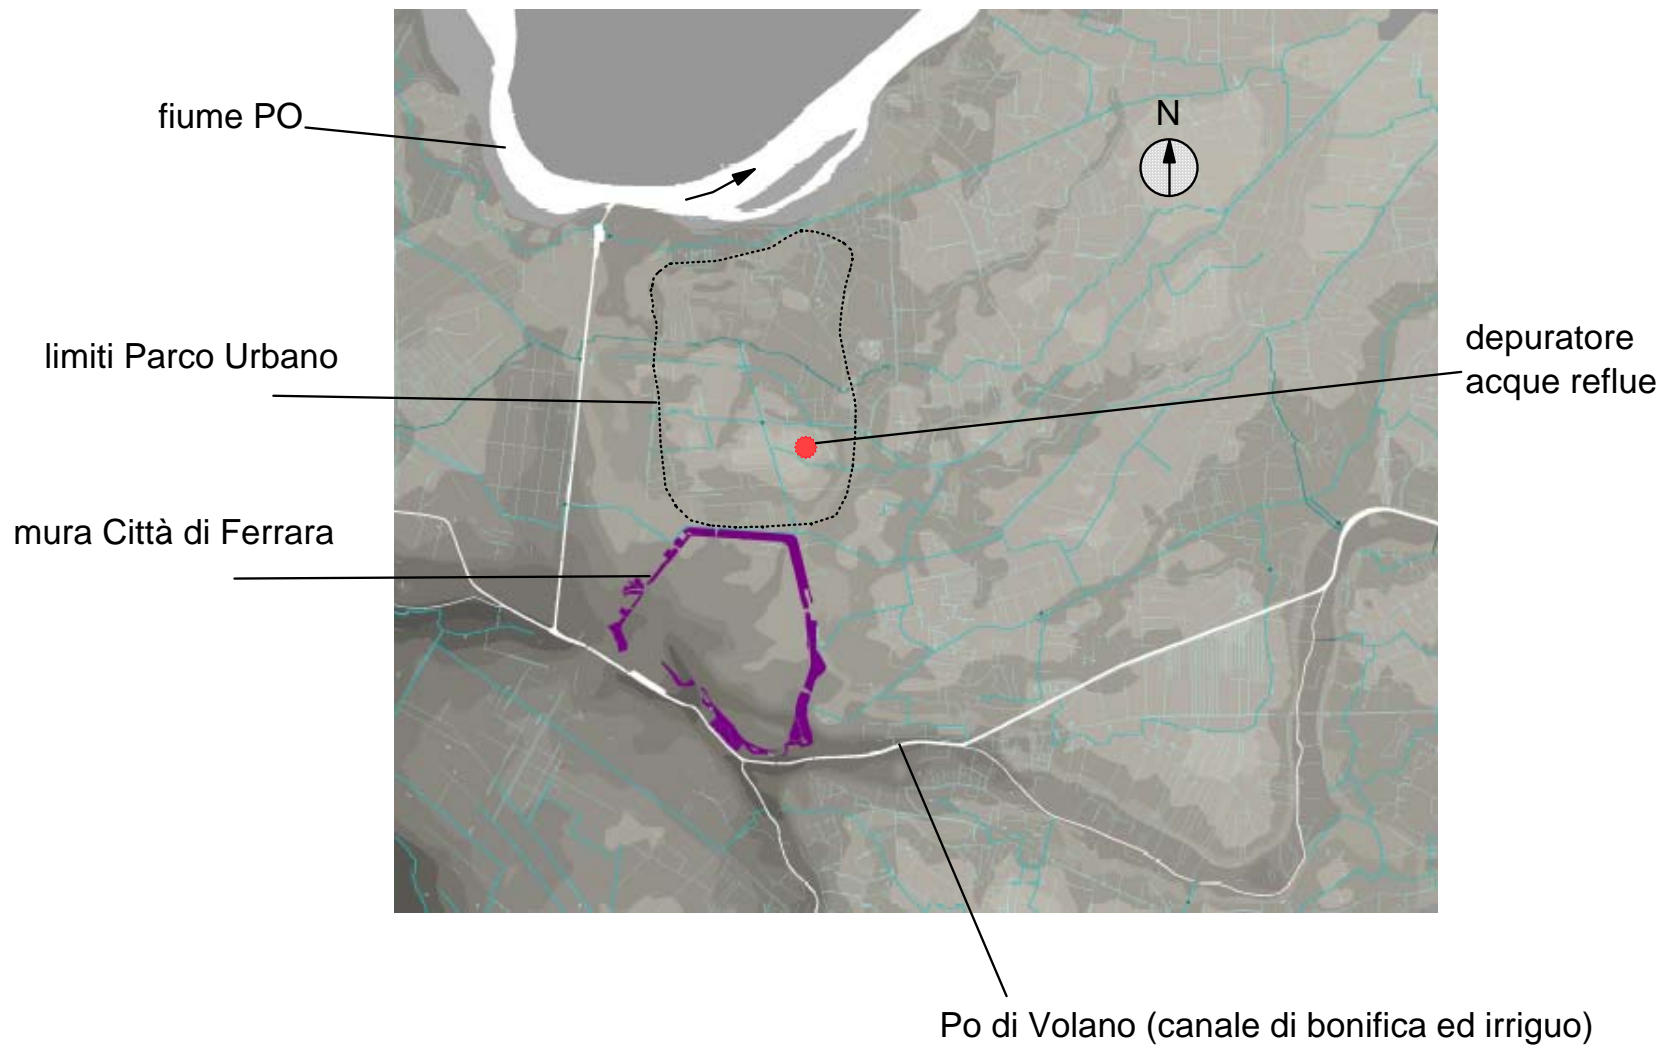 fiume PO
N
limiti Parco Urbano
depuratore
acque reflue
mura Città di Ferrara
Po di Volano (canale di bonifica ed irriguo)